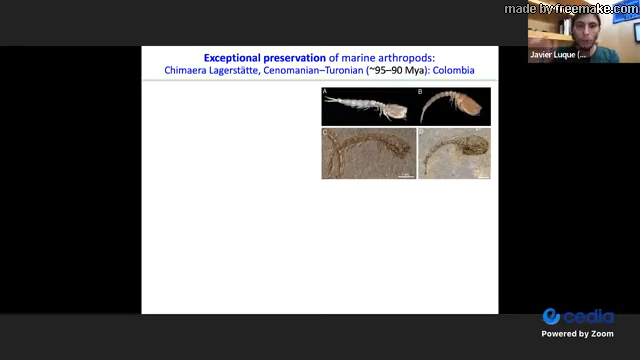 made by freemake.com
Javier Luque (...
Exceptional preservation of marine arthropods:
Chimaera Lagerstätte, Cenomanian–Turonian (~95–90 Mya): Colombia
A
B
C
D
cedia
Powered by Zoom